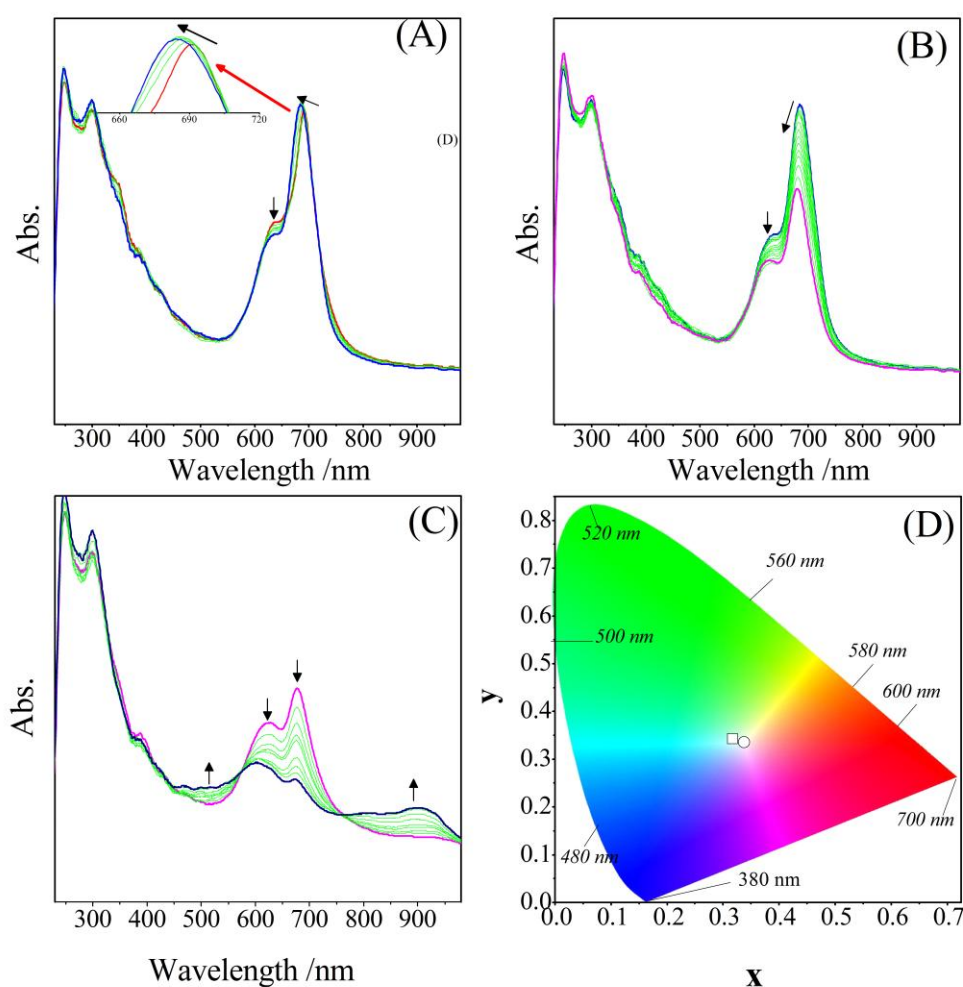 (A)
660 690 720
(D)
Abs.
300 400 500 600 700 800 900
Wavelength /nm
(B)
Abs.
300 400 500 600 700 800 900
Wavelength /nm
(C)
Abs.
300 400 500 600 700 800 900
Wavelength /nm
(D)
0.8
0.7
0.6
0.5
0.4
0.3
0.2
0.1
0.0
y
520 nm
560 nm
500 nm
580 nm
600 nm
700 nm
480 nm
380 nm
0.0 0.1 0.2 0.3 0.4 0.5 0.6 0.7
x